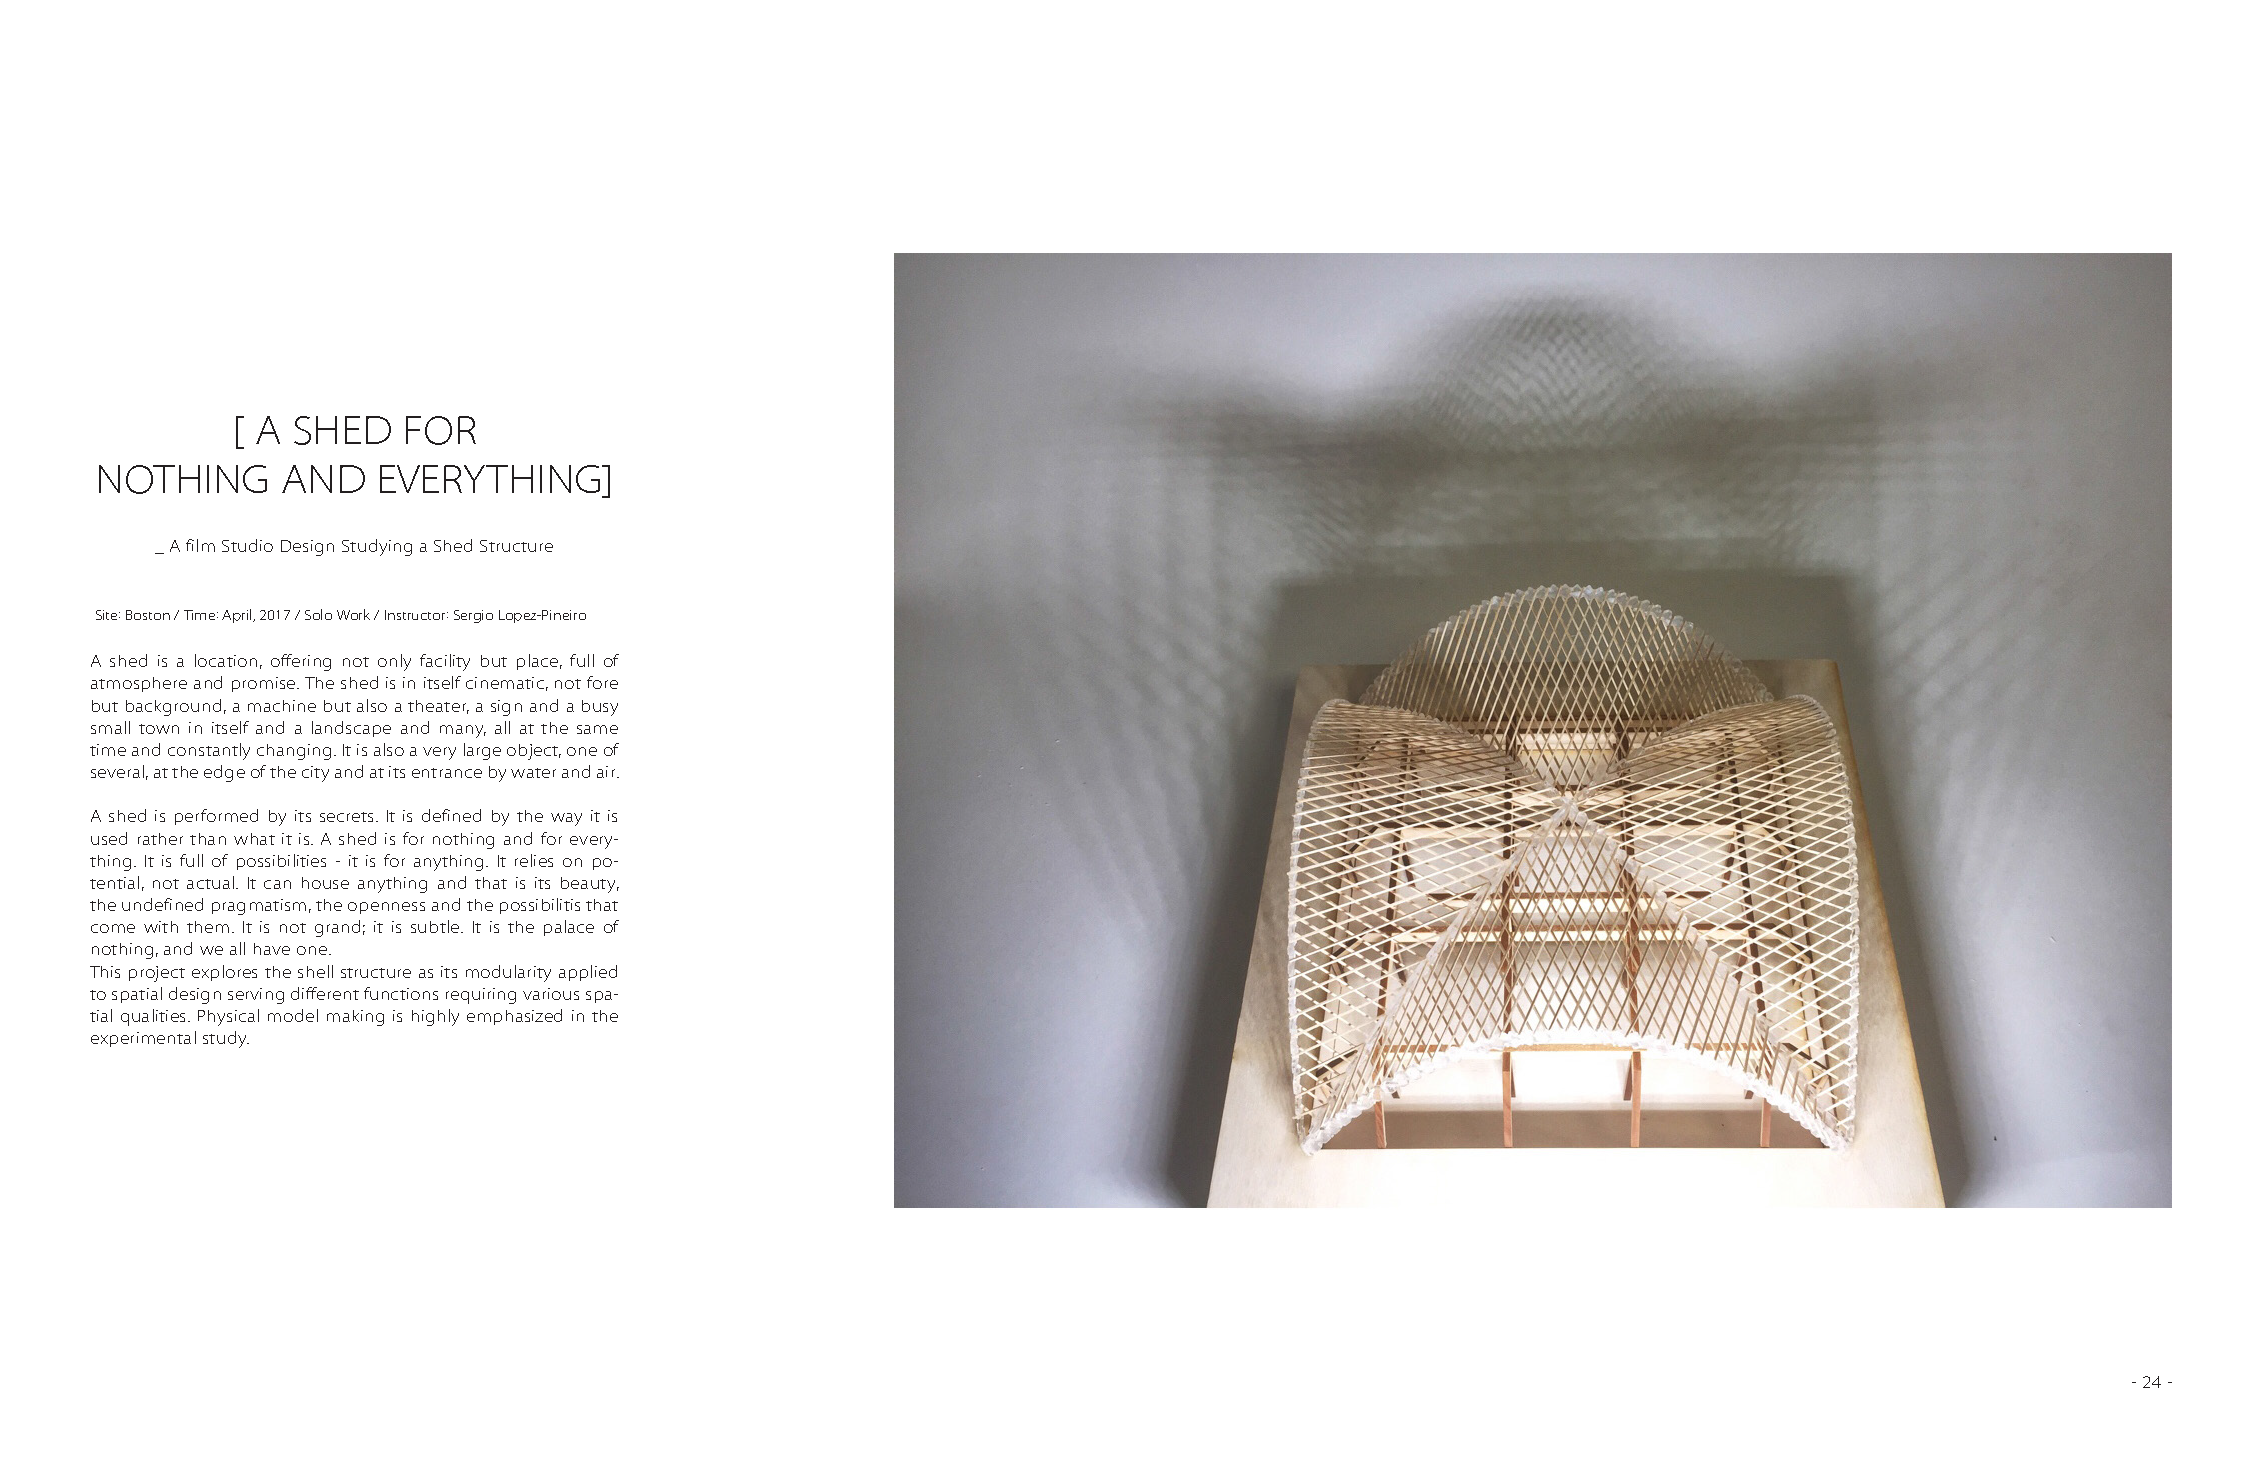 [ A SHED FOR
NOTHING AND EVERYTHING]
_ A film Studio Design Studying a Shed Structure
Site: Boston / Time: April, 2017 / Solo Work / Instructor: Sergio Lopez-Pineiro
A shed is a location, offering not only facility but place, full of
atmosphere and promise. The shed is in itself cinematic, not fore
but background, a machine but also a theater, a sign and a busy
small town in itself and a landscape and many, all at the same
time and constantly changing. It is also a very large object, one of
several, at the edge of the city and at its entrance by water and air.
A shed is performed by its secrets. It is defined by the way it is
used rather than what it is. A shed is for nothing and for every-
thing. It is full of possibilities - it is for anything. It relies on po-
tential, not actual. It can house anything and that is its beauty,
the undefined pragmatism, the openness and the possibilitis that
come with them. It is not grand; it is subtle. It is the palace of
nothing, and we all have one.
This project explores the shell structure as its modularity applied
to spatial design serving different functions requiring various spa-
tial qualities. Physical model making is highly emphasized in the
experimental study.
- 24 -